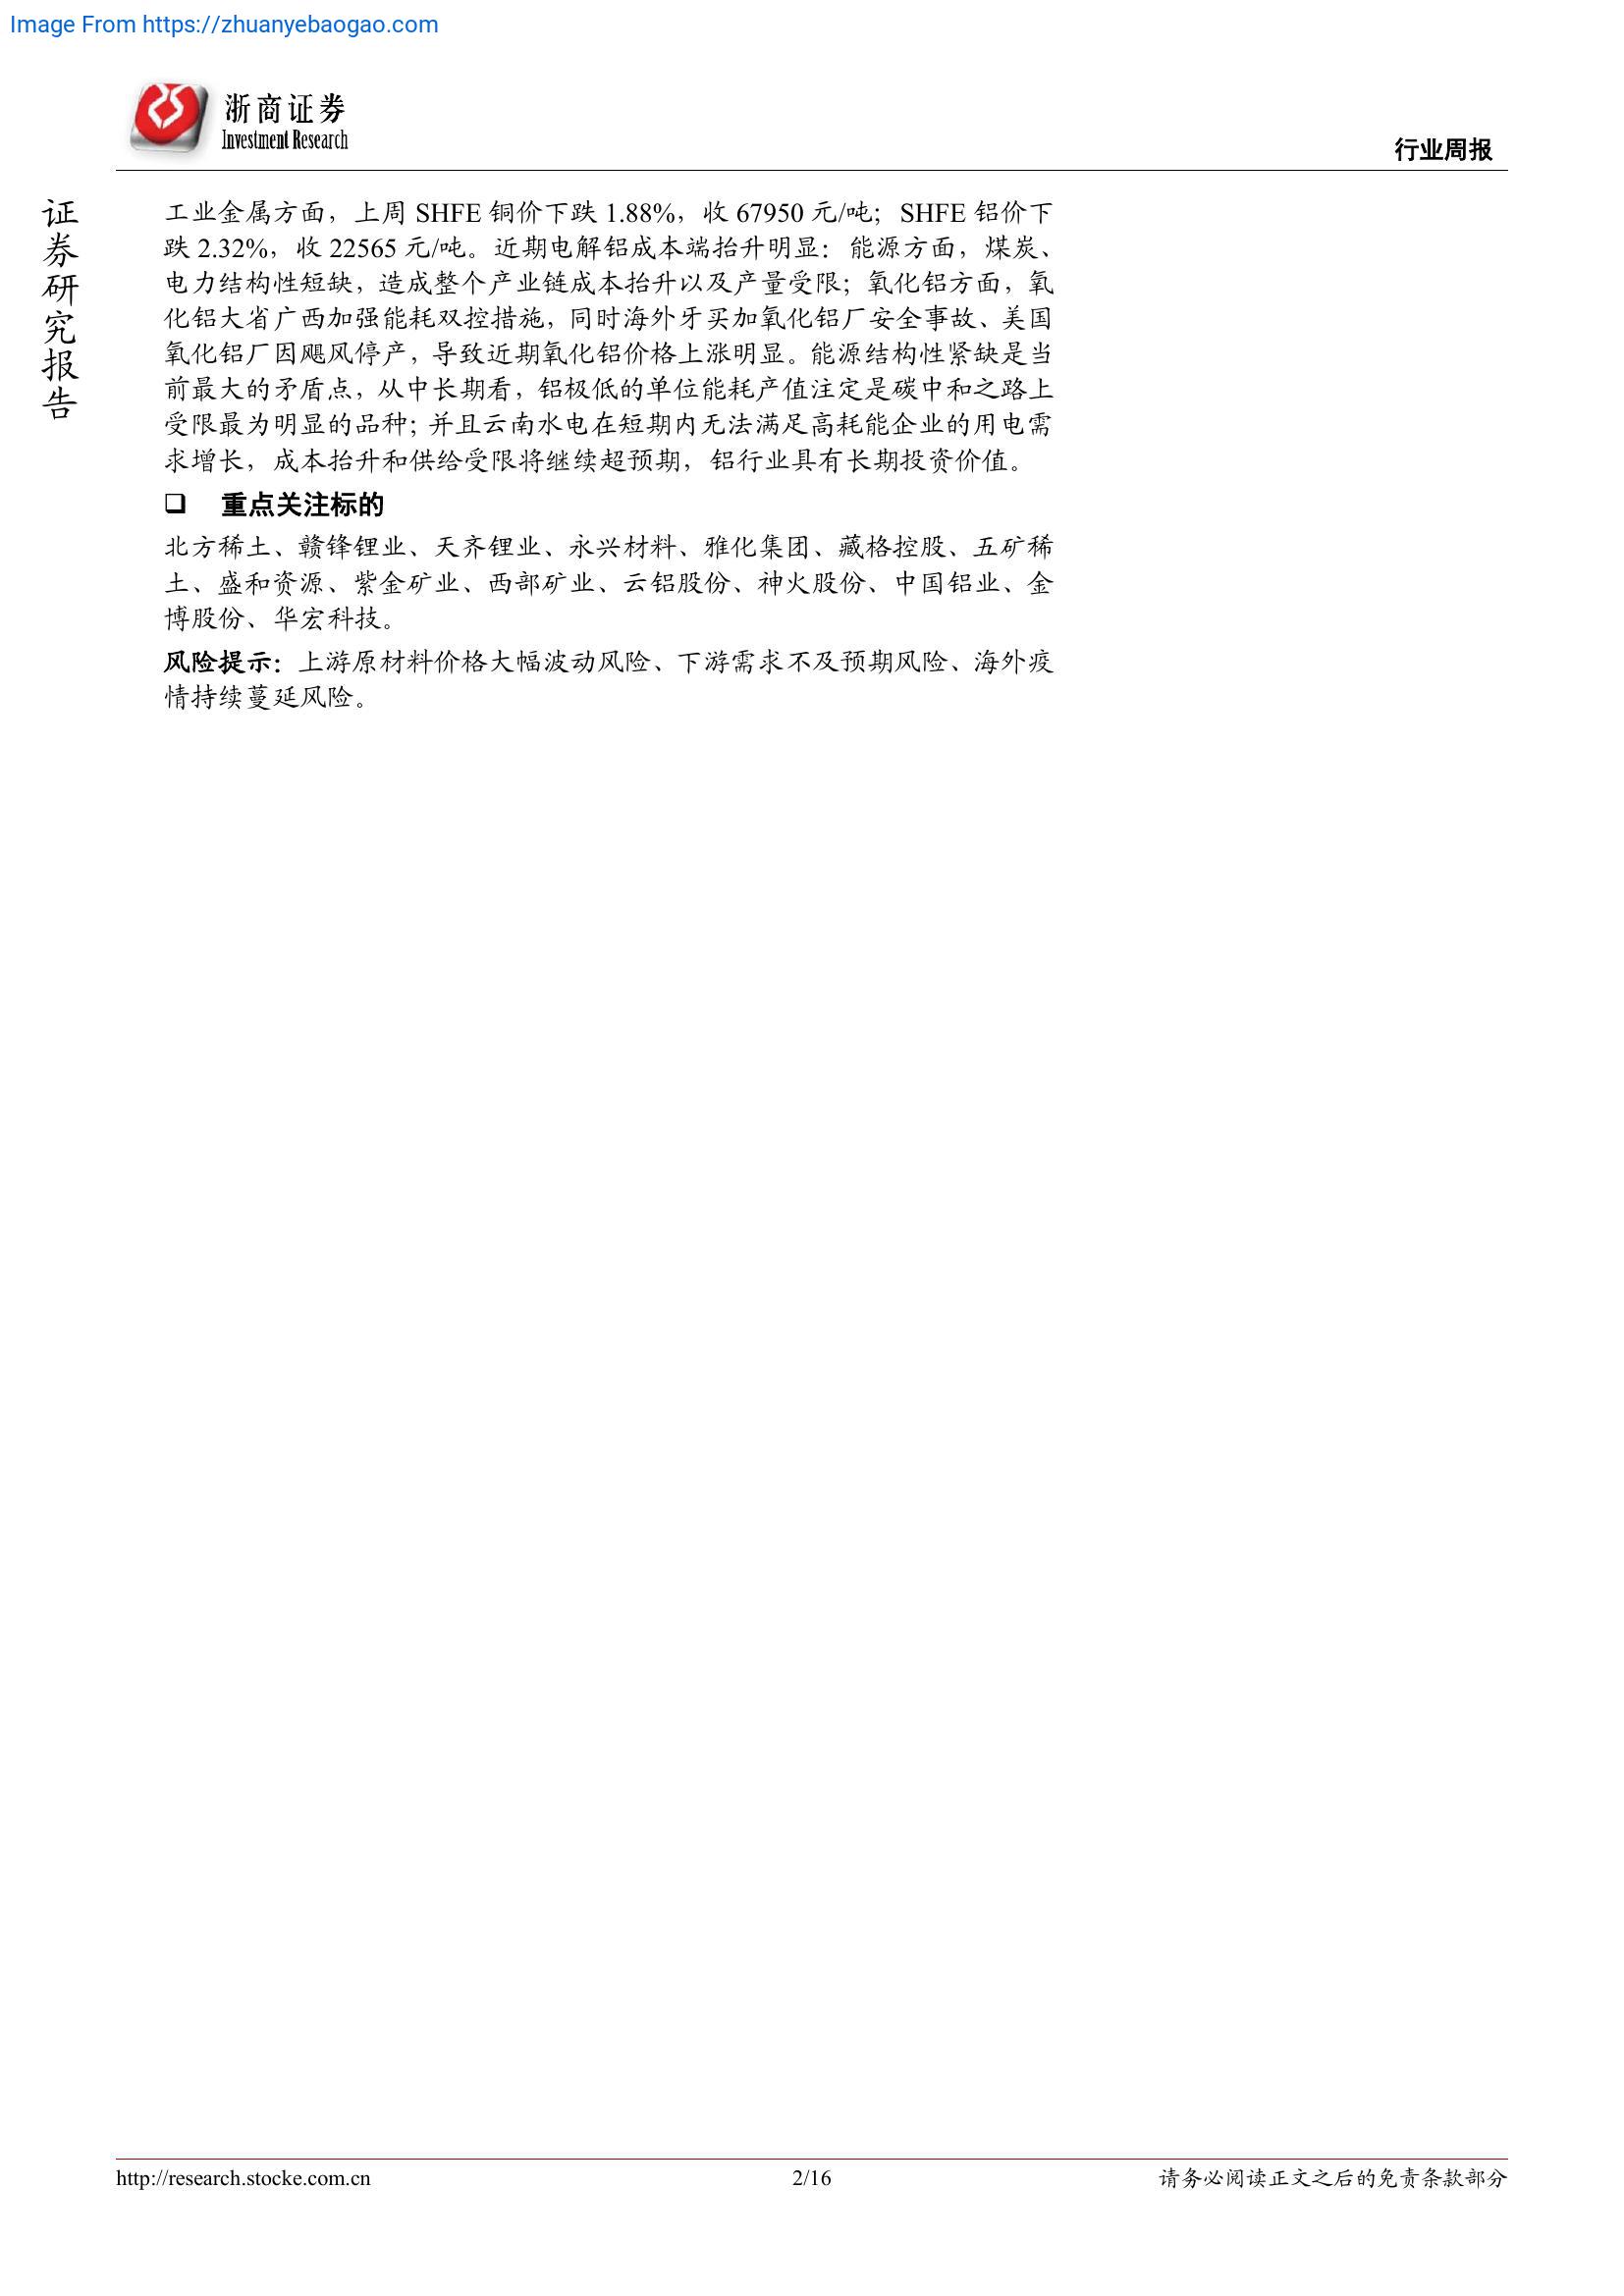 Image From https://zhuanyebaogao.com
浙商证券
Investment Research
行业周报
证券研究报告
工业金属方面，上周 SHFE 铜价下跌 1.88%，收 67950 元/吨；SHFE 铝价下
跌 2.32%，收 22565 元/吨。近期电解铝成本端抬升明显：能源方面，煤炭、
电力结构性短缺，造成整个产业链成本抬升以及产量受限；氧化铝方面，氧
化铝大省广西加强能耗双控措施，同时海外牙买加氧化铝厂安全事故、美国
氧化铝厂因飓风停产，导致近期氧化铝价格上涨明显。能源结构性紧缺是当
前最大的矛盾点，从中长期看，铝极低的单位能耗产值注定是碳中和之路上
受限最为明显的品种；并且云南水电在短期内无法满足高耗能企业的用电需
求增长，成本抬升和供给受限将继续超预期，铝行业具有长期投资价值。
❑ 重点关注标的
北方稀土、赣锋锂业、天齐锂业、永兴材料、雅化集团、藏格控股、五矿稀
土、盛和资源、紫金矿业、西部矿业、云铝股份、神火股份、中国铝业、金
博股份、华宏科技。
风险提示：上游原材料价格大幅波动风险、下游需求不及预期风险、海外疫
情持续蔓延风险。
http://research.stocke.com.cn
2/16
请务必阅读正文之后的免责条款部分